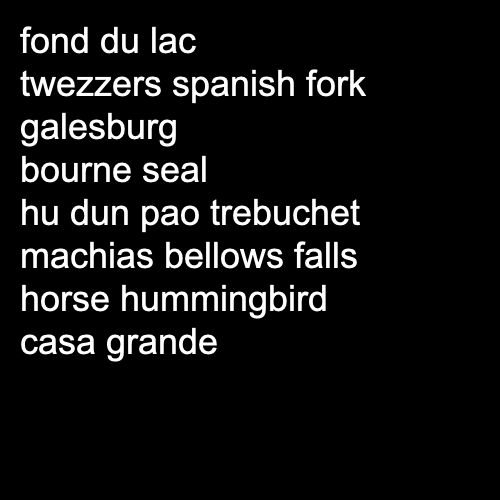 fond du lac
twezzers spanish fork
galesburg
bourne seal
hu dun pao trebuchet
machias bellows falls
horse hummingbird
casa grande